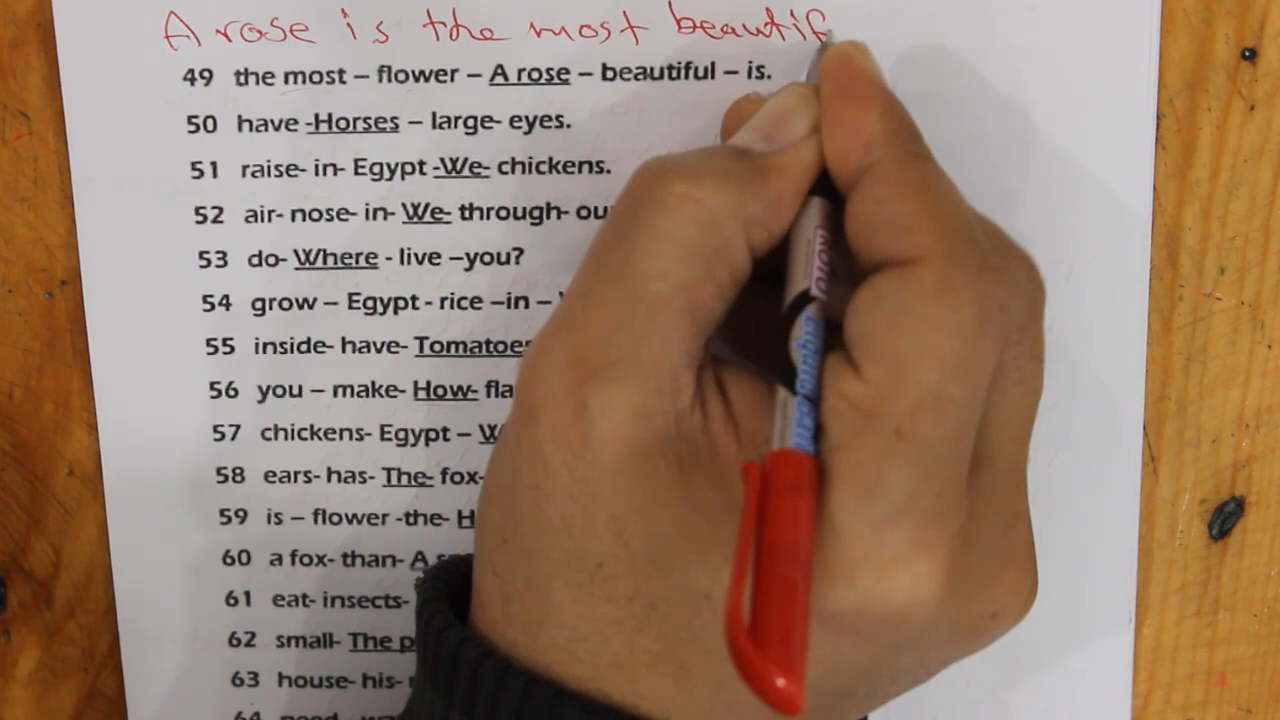 A rose is the most beautif
49 the most – flower – A rose – beautiful – is.
50 have -Horses – large- eyes.
51 raise- in- Egypt -We- chickens.
52 air- nose- in- We- through-
53 do- Where - live –you?
54 grow – Egypt - rice –in –
55 inside- have- Tomatoes
56 you – make- How-
57 chickens- Egypt –
58 ears- has- The- fox-
59 is – flower -the-
60 a fox- than- A
61 eat- insects-
62 small- The
63 house- his-
64 need